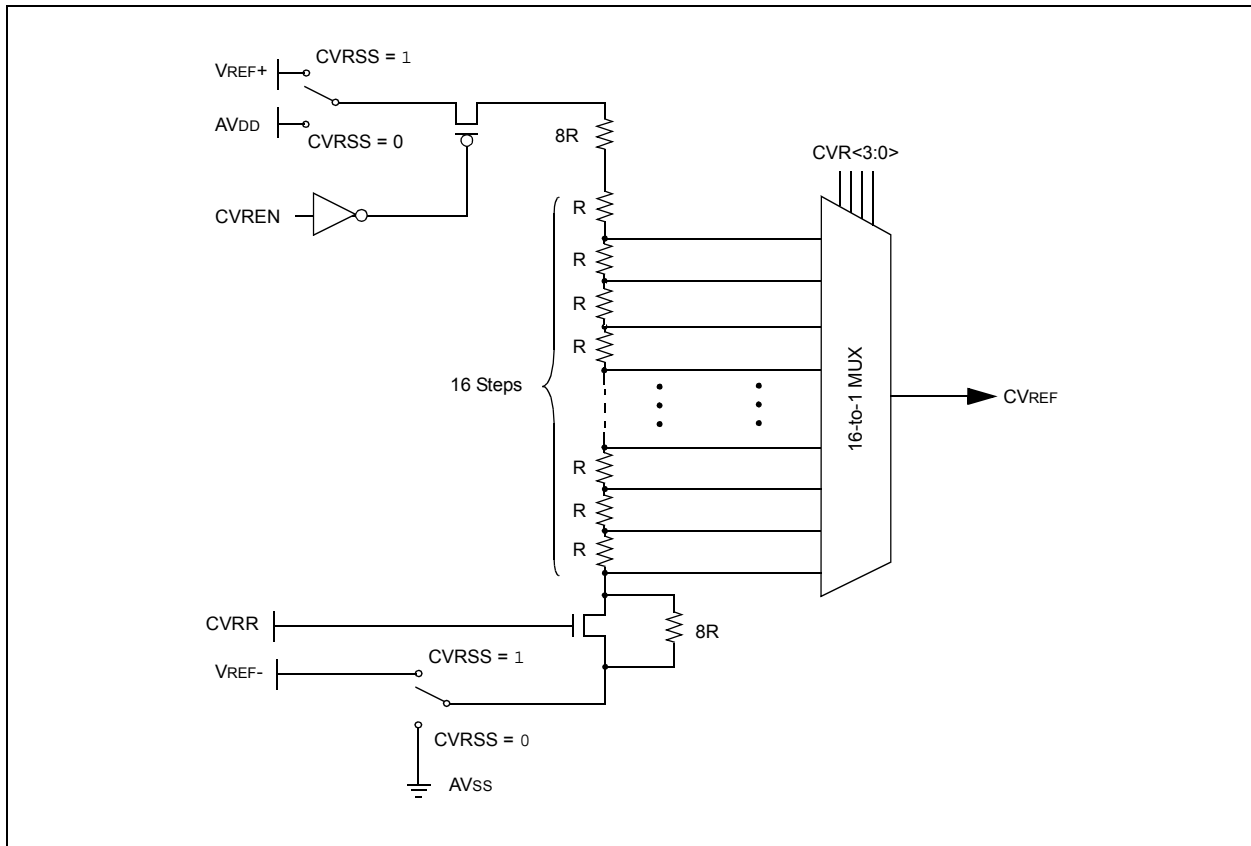 CVRSS = 1
VREF+
AVDD
CVRSS = 0
8R
CVREN
CVR<3:0>
R
R
R
R
16 Steps
16-to-1 MUX
CVREF
R
R
R
CVRR
8R
CVRSS = 1
VREF-
CVRSS = 0
AVSS